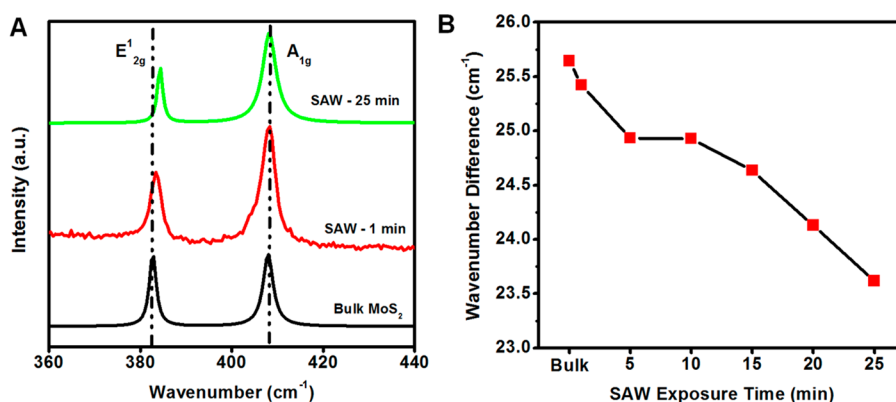 A
E¹₂g
A₁g
SAW - 25 min
SAW - 1 min
Bulk MoS₂
Intensity (a.u.)
360 380 400 420 440
Wavenumber (cm⁻¹)
B
26.0
25.5
25.0
24.5
24.0
23.5
23.0
Wavenumber Difference (cm⁻¹)
Bulk 5 10 15 20 25
SAW Exposure Time (min)